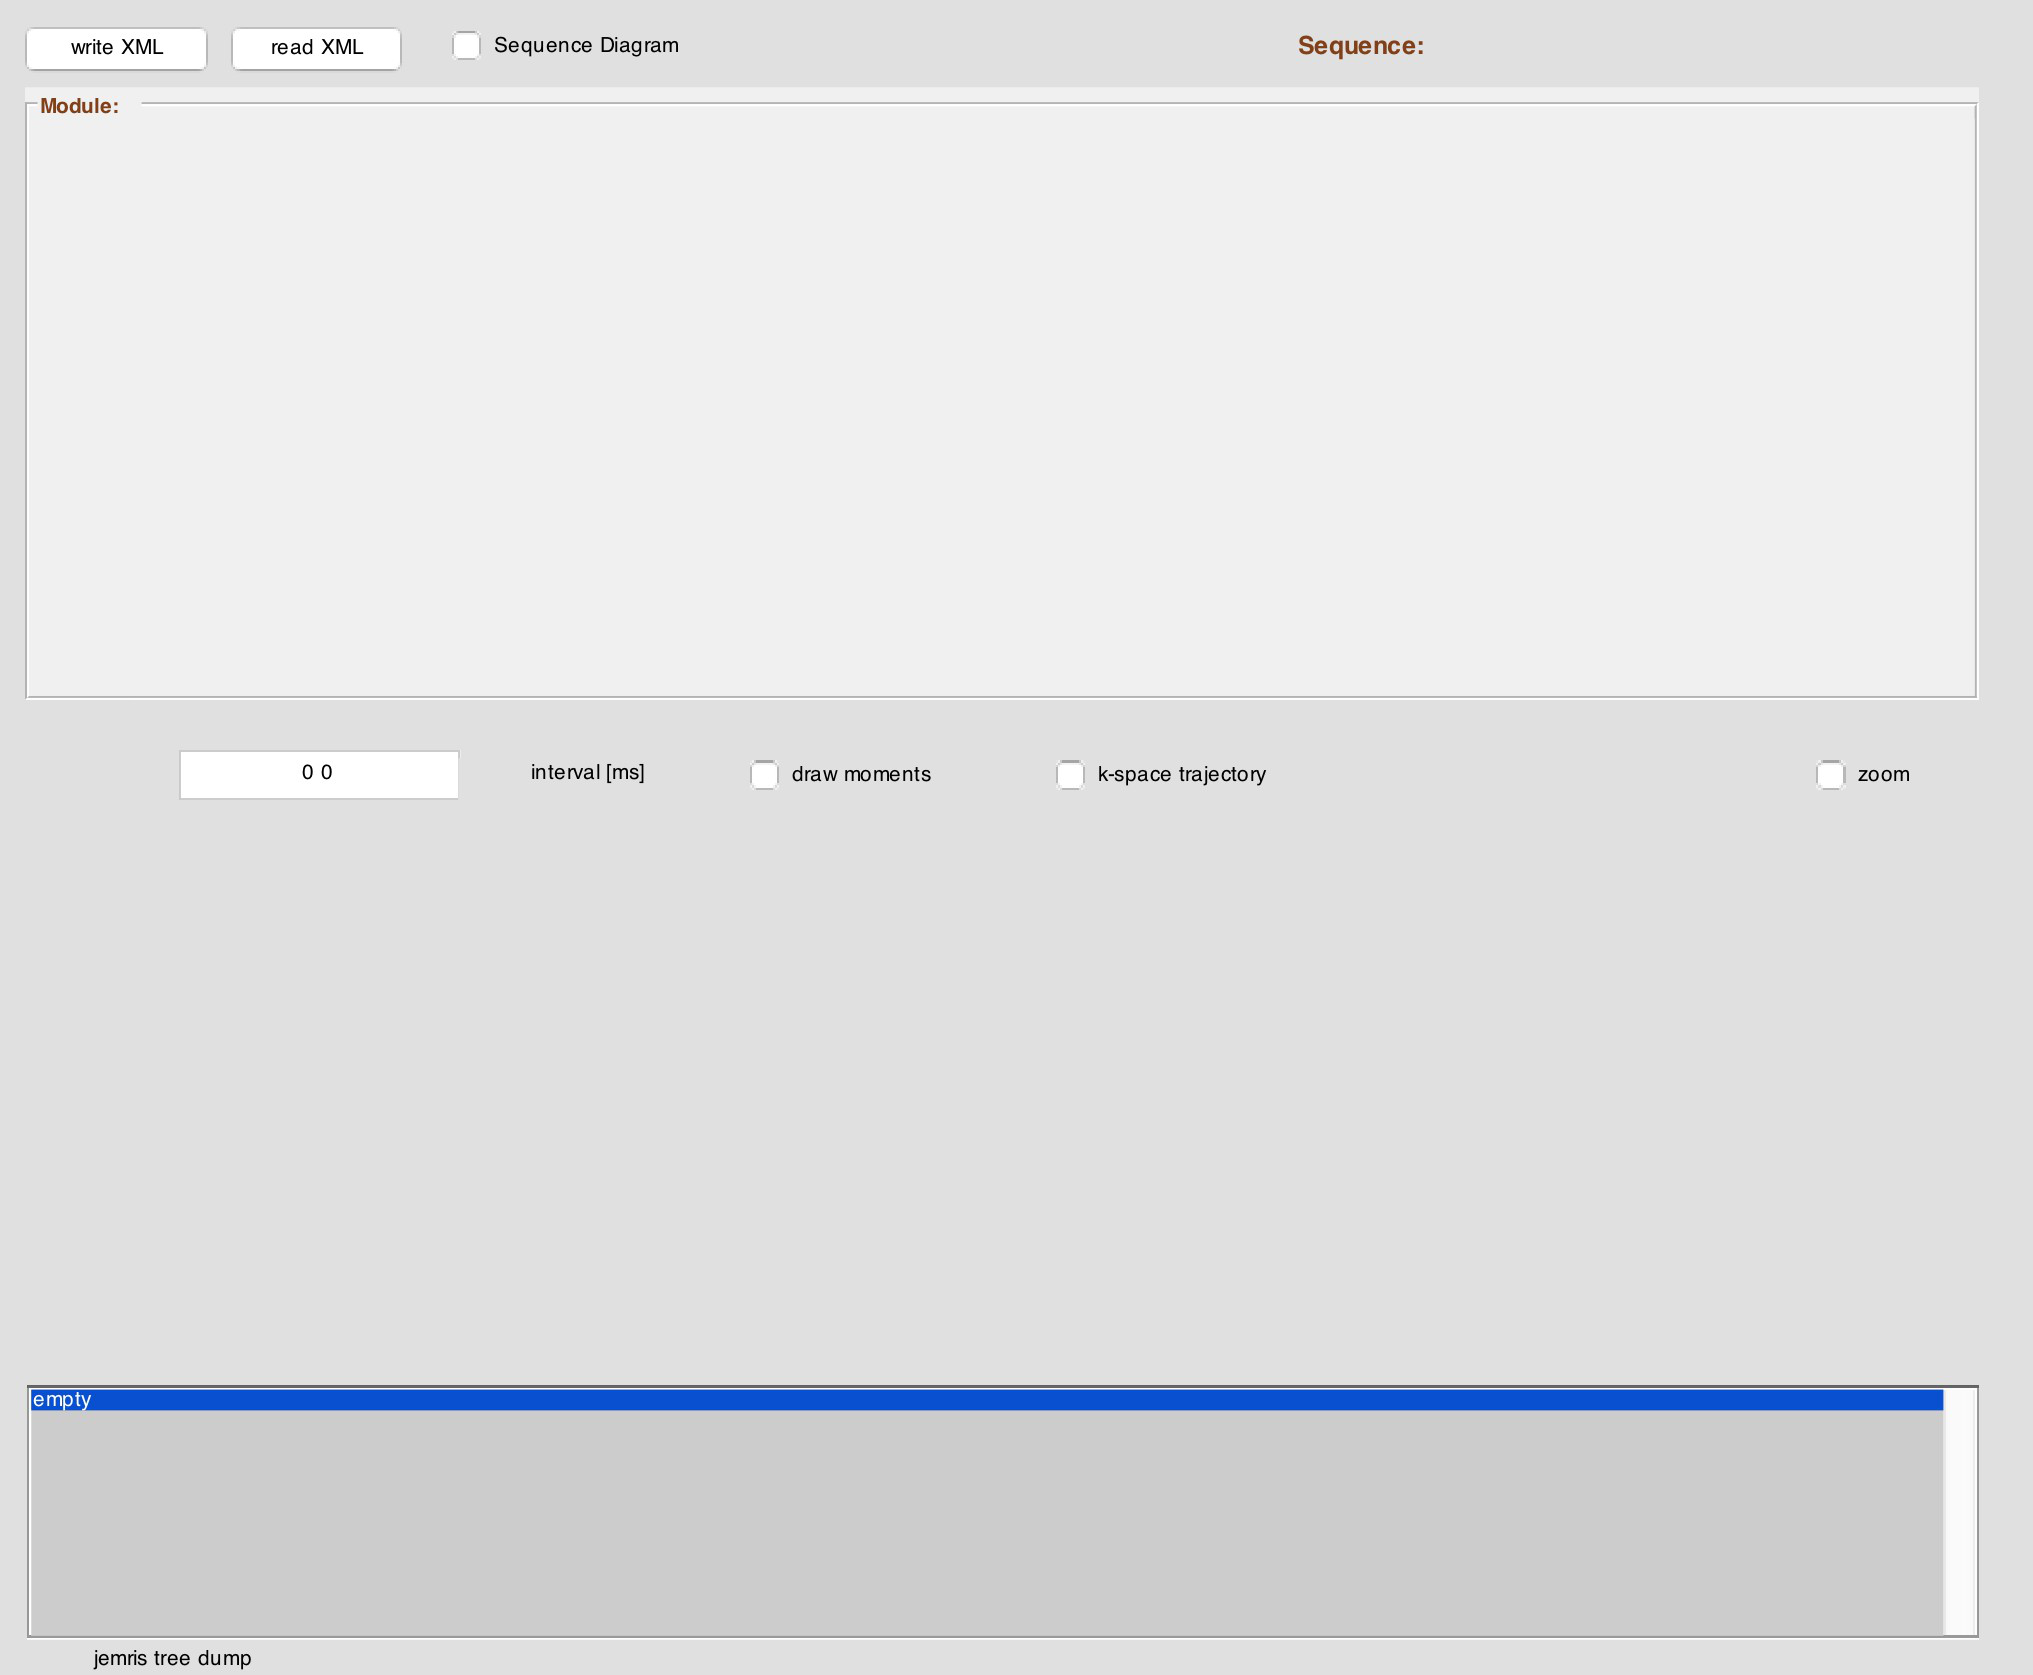 write XML
read XML
Sequence Diagram
Sequence:
Module:
0 0
interval [ms]
draw moments
k-space trajectory
zoom
empty
jemris tree dump